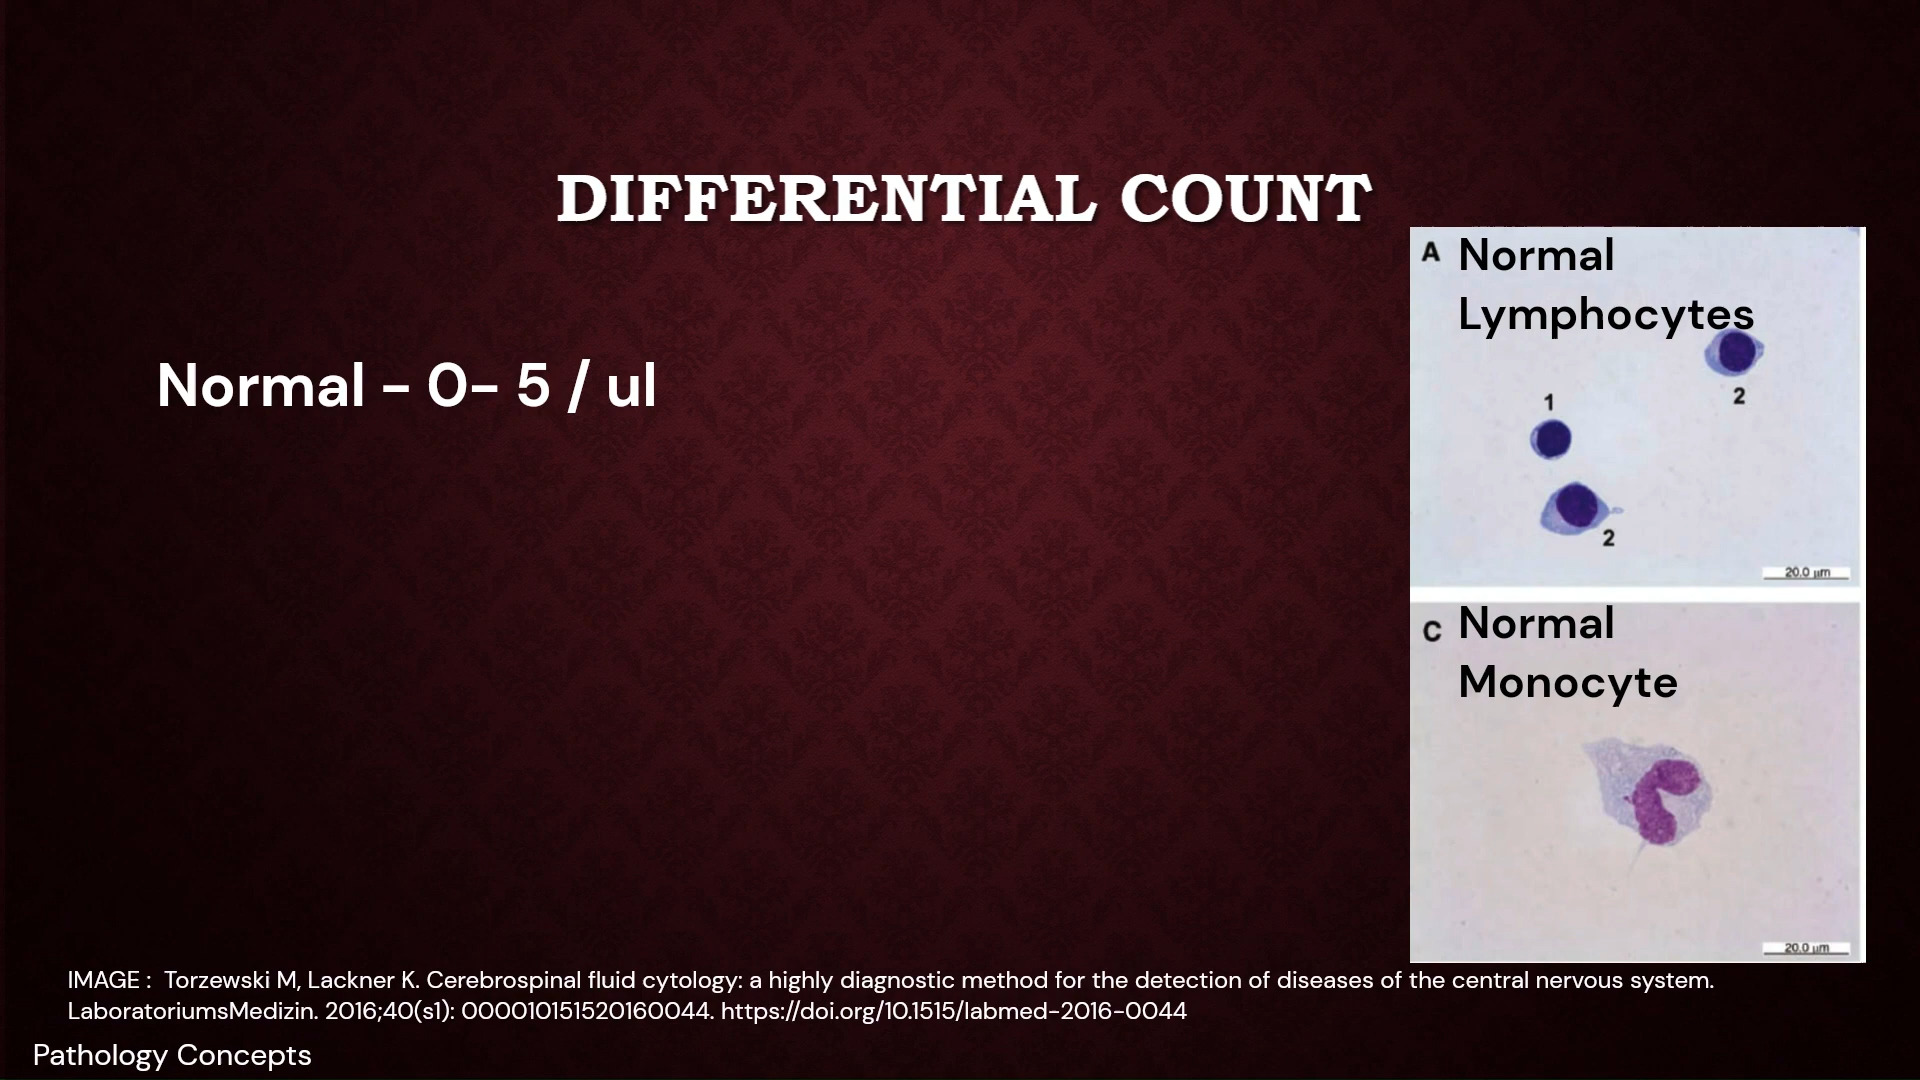 DIFFERENTIAL COUNT
Normal - 0- 5 / ul
A Normal
Lymphocytes
2
1
2
20.0 µm
C Normal
Monocyte
20.0 µm
IMAGE : Torzewski M, Lackner K. Cerebrospinal fluid cytology: a highly diagnostic method for the detection of diseases of the central nervous system.
LaboratoriumsMedizin. 2016;40(s1): 000010151520160044. https://doi.org/10.1515/labmed-2016-0044
Pathology Concepts